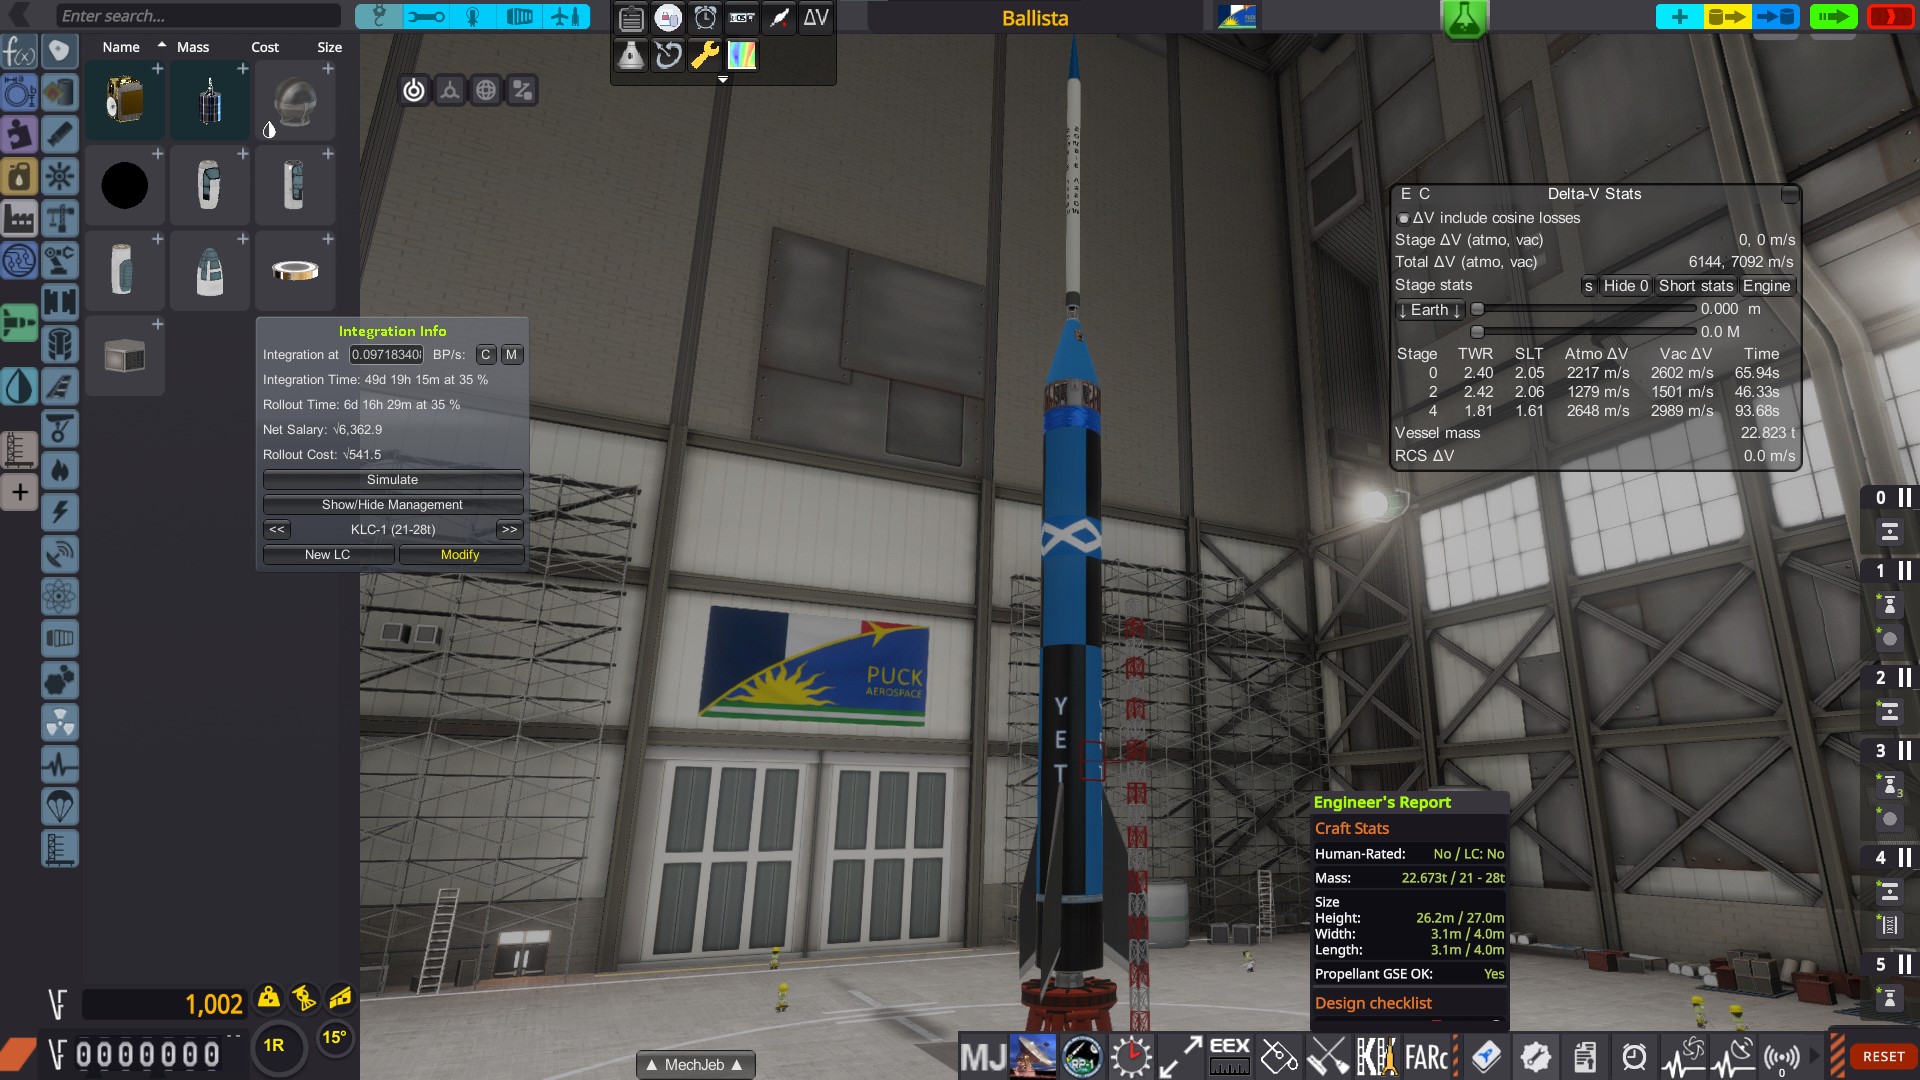 Enter search...
Ballista
ΔV
Name Mass Cost Size
Integration Info
Integration at 0.09718340 BP/s: C M
Integration Time: 49d 19h 15m at 35 %
Rollout Time: 6d 16h 29m at 35 %
Net Salary: √6,362.9
Rollout Cost: √541.5
Simulate
Show/Hide Management
<< KLC-1 (21-28t) >>
New LC Modify
E C Delta-V Stats
ΔV include cosine losses
Stage ΔV (atmo, vac) 0, 0 m/s
Total ΔV (atmo, vac) 6144, 7092 m/s
Stage stats s Hide 0 Short stats Engine
↓ Earth ↓ 0.000 m
0.0 M
Stage TWR SLT Atmo ΔV Vac ΔV Time
0 2.40 2.05 2217 m/s 2602 m/s 65.94s
2 2.42 2.06 1279 m/s 1501 m/s 46.33s
4 1.81 1.61 2648 m/s 2989 m/s 93.68s
Vessel mass 22.823 t
RCS ΔV 0.0 m/s
0
1
2
3
3
4
5
PUCK
AEROSPACE
Y
E
T
Engineer's Report
Craft Stats
Human-Rated: No / LC: No
Mass: 22.673t / 21 - 28t
Size
Height: 26.2m / 27.0m
Width: 3.1m / 4.0m
Length: 3.1m / 4.0m
Propellant GSE OK: Yes
Design checklist
1,002
0000000
1R
15°
▲ MechJeb ▲
MJ
RP-1
EEX
FARc
0
RESET